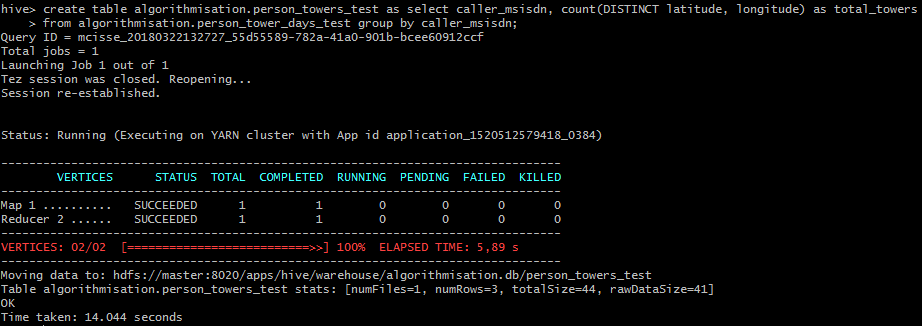 hive> create table algorithmisation.person_towers_test as select caller_msisdn, count(DISTINCT latitude, longitude) as total_towers
    > from algorithmisation.person_tower_days_test group by caller_msisdn;
Query ID = mcisse_20180322132727_55d55589-782a-41a0-901b-bcee60912ccf
Total jobs = 1
Launching Job 1 out of 1
Tez session was closed. Reopening...
Session re-established.
Status: Running (Executing on YARN cluster with App id application_1520512579418_0384)
--------------------------------------------------------------------------------
        VERTICES      STATUS  TOTAL  COMPLETED  RUNNING  PENDING  FAILED  KILLED
--------------------------------------------------------------------------------
Map 1 ..........   SUCCEEDED      1          1        0        0       0       0
Reducer 2 ......   SUCCEEDED      1          1        0        0       0       0
--------------------------------------------------------------------------------
VERTICES: 02/02  [==========================>>] 100%  ELAPSED TIME: 5,89 s
--------------------------------------------------------------------------------
Moving data to: hdfs://master:8020/apps/hive/warehouse/algorithmisation.db/person_towers_test
Table algorithmisation.person_towers_test stats: [numFiles=1, numRows=3, totalSize=44, rawDataSize=41]
OK
Time taken: 14.044 seconds